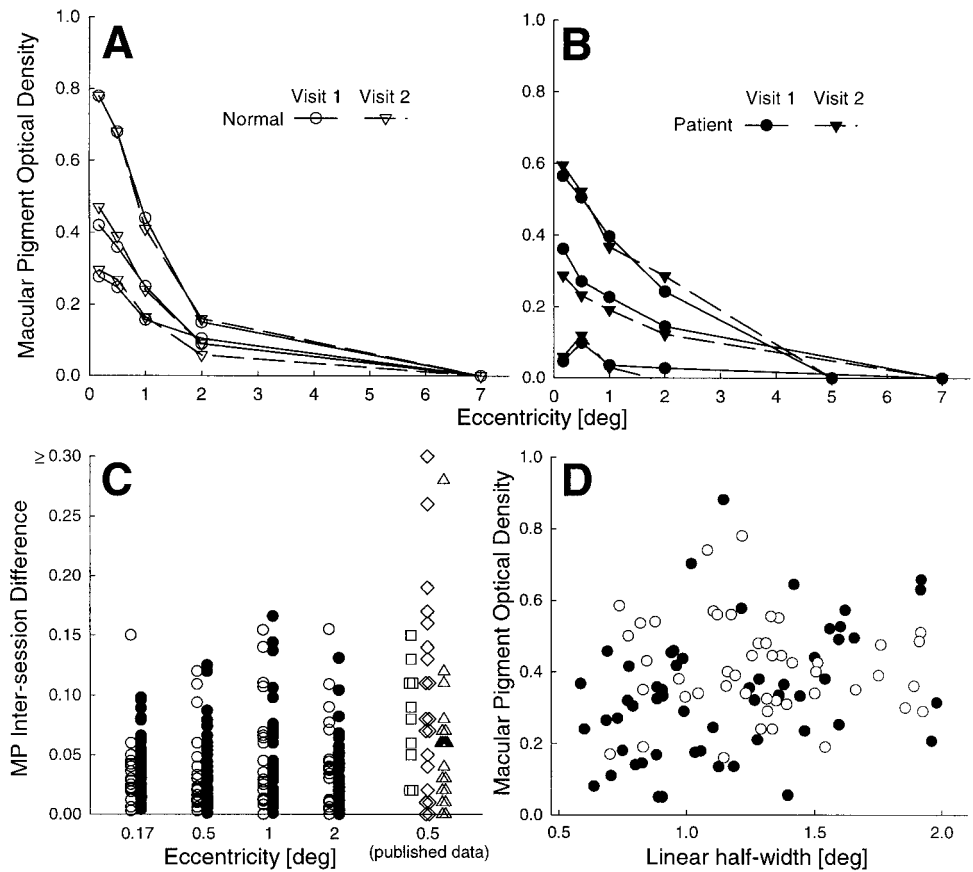 A
Macular Pigment Optical Density
1.0
0.8
0.6
0.4
0.2
0.0
Visit 1 Visit 2
Normal
0 1 2 3 4 5 6 7
B
1.0
0.8
0.6
0.4
0.2
0.0
Visit 1 Visit 2
Patient
0 1 2 3 4 5 6 7
Eccentricity [deg]
C
MP Inter-session Difference
≥ 0.30
0.25
0.20
0.15
0.10
0.05
0.00
0.17 0.5 1 2 0.5
Eccentricity [deg] (published data)
D
Macular Pigment Optical Density
1.0
0.8
0.6
0.4
0.2
0.0
0.5 1.0 1.5 2.0
Linear half-width [deg]